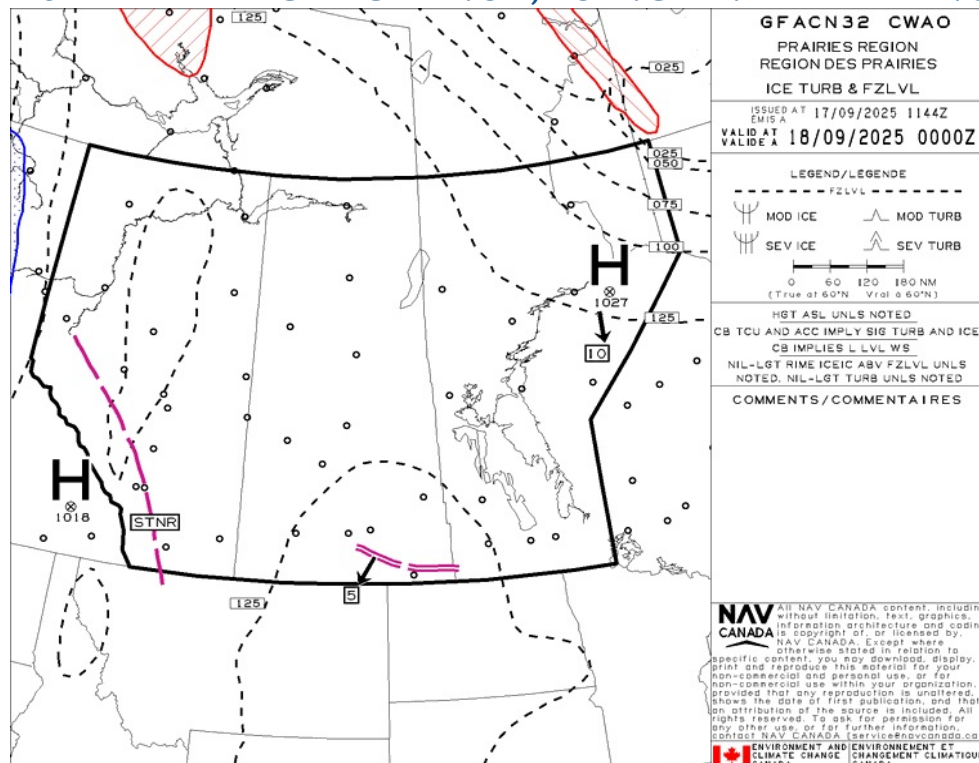 GFACN32 CWAO
PRAIRIES REGION
REGION DES PRAIRIES
ICE TURB & FZLVL
ISSUED AT 17/09/2025 1144Z
EMIS A
VALID AT 18/09/2025 0000Z
VALIDE A
LEGEND/LEGENDE
FZLVL
MOD ICE MOD TURB
SEV ICE SEV TURB
0 60 120 180 NM
(True at 60°N Vrai à 60°N)
HGT ASL UNLS NOTED
CB TCU AND ACC IMPLY SIG TURB AND ICE
CB IMPLIES L LVL WS
NIL-LGT RIME ICEIC ABV FZLVL UNLS
NOTED. NIL-LGT TURB UNLS NOTED
COMMENTS/COMMENTAIRES
125
025
025
050
075
100
H
1027
125
10
H
1018
STNR
125
5
NAV
CANADA
All NAV CANADA content, includin
without limitation, text, graphics,
information architecture and codin
is copyright of, or licensed by,
NAV CANADA. Except where
otherwise stated in relation to
specific content, you may download, display,
print and reproduce this material for your
non-commercial and personal use, or for
non-commercial use within your organization,
provided that any reproduction is unaltered,
shows the date of first publication, and that
an attribution of the source is included. All
rights reserved. To ask for permission for
any other use, or for further information,
contact NAV CANADA [service@navcanada.ca
ENVIRONMENT AND ENVIRONNEMENT ET
CLIMATE CHANGE CHANGEMENT CLIMATIQU